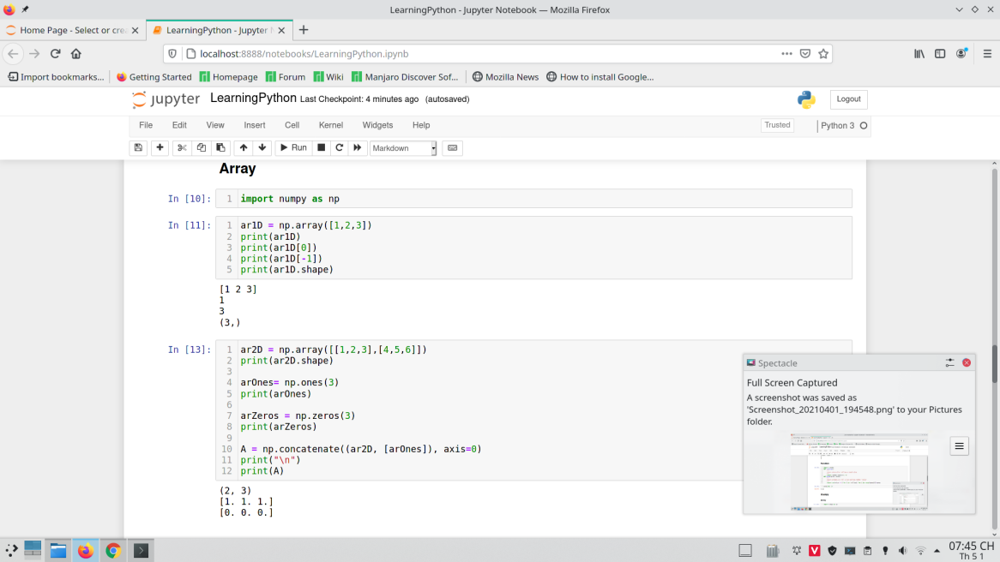 LearningPython - Jupyter Notebook — Mozilla Firefox
Home Page - Select or cre
LearningPython - Jupyter N
localhost:8888/notebooks/LearningPython.ipynb
Import bookmarks... Getting Started Homepage Forum Wiki Manjaro Discover Sof... Mozilla News How to install Google...
jupyter LearningPython Last Checkpoint: 4 minutes ago (autosaved) Logout
File Edit View Insert Cell Kernel Widgets Help Trusted Python 3
Run Markdown
Array
In [10]: 1 import numpy as np
In [11]: 1 ar1D = np.array([1,2,3])
2 print(ar1D)
3 print(ar1D[0])
4 print(ar1D[-1])
5 print(ar1D.shape)
[1 2 3]
1
3
(3,)
In [13]: 1 ar2D = np.array([[1,2,3],[4,5,6]])
2 print(ar2D.shape)
3
4 arOnes= np.ones(3)
5 print(arOnes)
6
7 arZeros = np.zeros(3)
8 print(arZeros)
9
10 A = np.concatenate((ar2D, [arOnes]), axis=0)
11 print("\n")
12 print(A)
(2, 3)
[1. 1. 1.]
[0. 0. 0.]
Spectacle
Full Screen Captured
A screenshot was saved as
'Screenshot_20210401_194548.png' to your Pictures
folder.
07:45 CH
Th 5 1